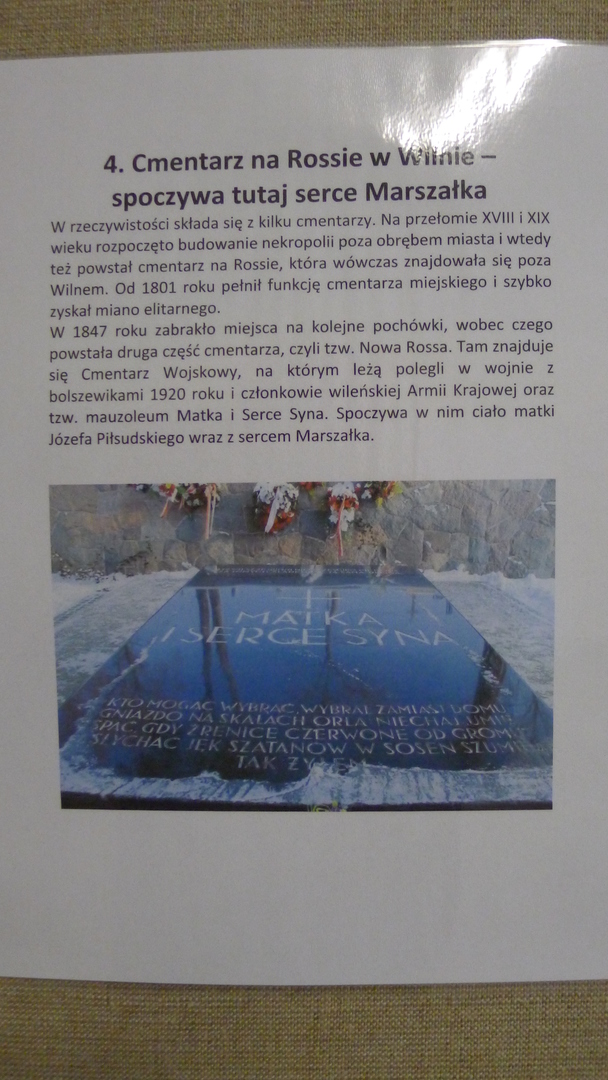 4. Cmentarz na Rossie w Wilnie –
spoczywa tutaj serce Marszałka
W rzeczywistości składa się z kilku cmentarzy. Na przełomie XVIII i XIX
wieku rozpoczęto budowanie nekropolii poza obrębem miasta i wtedy
też powstał cmentarz na Rossie, która wówczas znajdowała się poza
Wilnem. Od 1801 roku pełnił funkcję cmentarza miejskiego i szybko
zyskał miano elitarnego.
W 1847 roku zabrakło miejsca na kolejne pochówki, wobec czego
powstała druga część cmentarza, czyli tzw. Nowa Rossa. Tam znajduje
się Cmentarz Wojskowy, na którym leżą polegli w wojnie z
bolszewikami 1920 roku i członkowie wileńskiej Armii Krajowej oraz
tzw. mauzoleum Matka i Serce Syna. Spoczywa w nim ciało matki
Józefa Piłsudskiego wraz z sercem Marszałka.
MATKA
I SERCE SYNA
KTO MOGĄC WYBRAĆ, WYBRAŁ ZAMIAST DOMU
GNIAZDO NA SKAŁACH ORŁA NIECHAJ UMIE
SPAĆ, GDY ŹRENICE CZERWONE OD GROMU
SŁYCHAĆ JĘK SZATANÓW W SOSEN SZUMIE
TAK ŻYŁEM